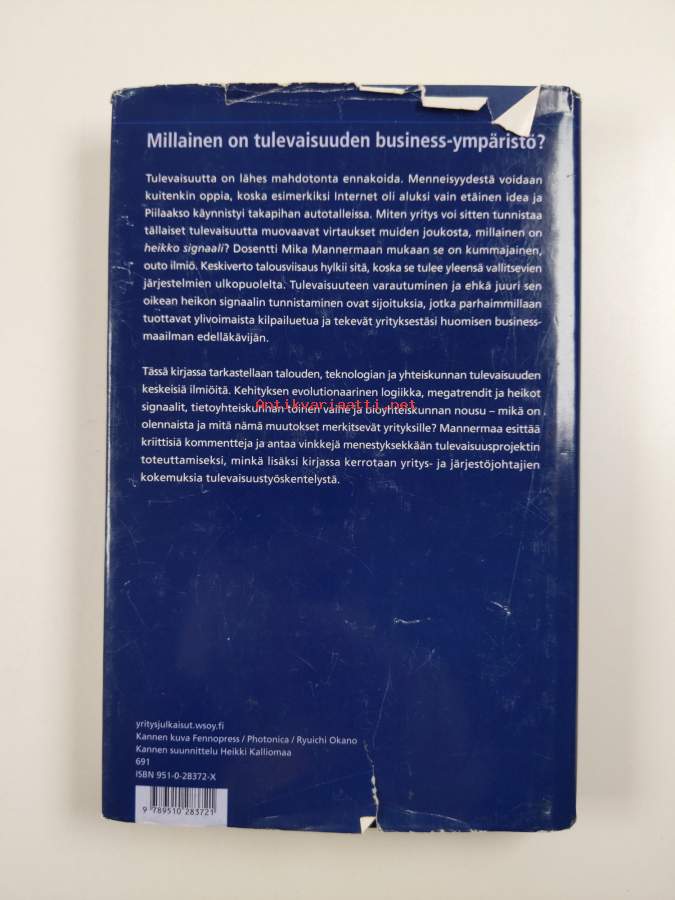 Millainen on tulevaisuuden business-ympäristö?
Tulevaisuutta on lähes mahdotonta ennakoida. Menneisyydestä voidaan
kuitenkin oppia, koska esimerkiksi Internet oli aluksi vain etäinen idea ja
Piilaakso käynnistyi takapihan autotalleissa. Miten yritys voi sitten tunnistaa
tällaiset tulevaisuutta muovaavat virtaukset muiden joukosta, millainen on
heikko signaali? Dosentti Mika Mannermaan mukaan se on kummajainen,
outo ilmiö. Keskiverto talousviisaus hylkii sitä, koska se tulee yleensä vallitsevien
järjestelmien ulkopuolelta. Tulevaisuuteen varautuminen ja ehkä juuri sen
oikean heikon signaalin tunnistaminen ovat sijoituksia, jotka parhaimmillaan
tuottavat ylivoimaista kilpailuetua ja tekevät yrityksestäsi huomisen business-
maailman edelläkävijän.
Tässä kirjassa tarkastellaan talouden, teknologian ja yhteiskunnan tulevaisuuden
keskeisiä ilmiöitä. Kehityksen evolutionaarinen logiikka, megatrendit ja heikot
signaalit, tietoyhteiskunnan toinen vaihe ja bioyhteiskunnan nousu – mikä on
Antikvariaatti.net
olennaista ja mitä nämä muutokset merkitsevät yrityksille? Mannermaa esittää
kriittisiä kommentteja ja antaa vinkkejä menestyksekkään tulevaisuusprojektin
toteuttamiseksi, minkä lisäksi kirjassa kerrotaan yritys- ja järjestöjohtajien
kokemuksia tulevaisuustyöskentelystä.
yritysjulkaisut.wsoy.fi
Kannen kuva Fennopress / Photonica / Ryuichi Okano
Kannen suunnittelu Heikki Kalliomaa
691
ISBN 951-0-28372-X
9 789510 283721